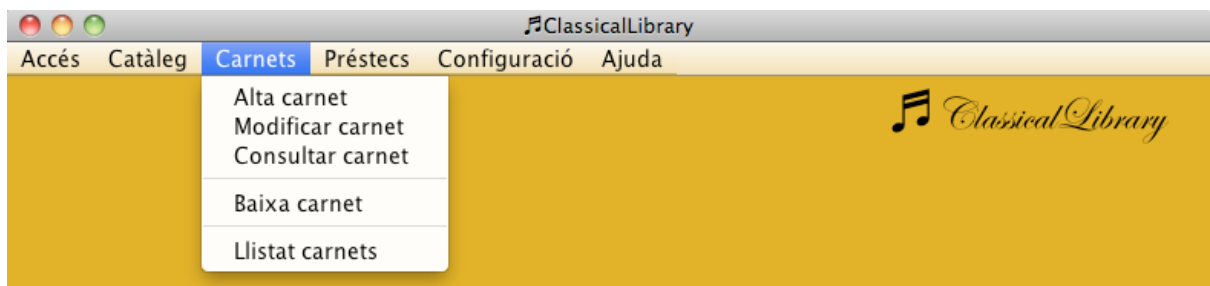 ♬ClassicalLibrary
Accés Catàleg Carnets Préstecs Configuració Ajuda
Alta carnet
Modificar carnet
Consultar carnet
Baixa carnet
Llistat carnets
ClassicalLibrary